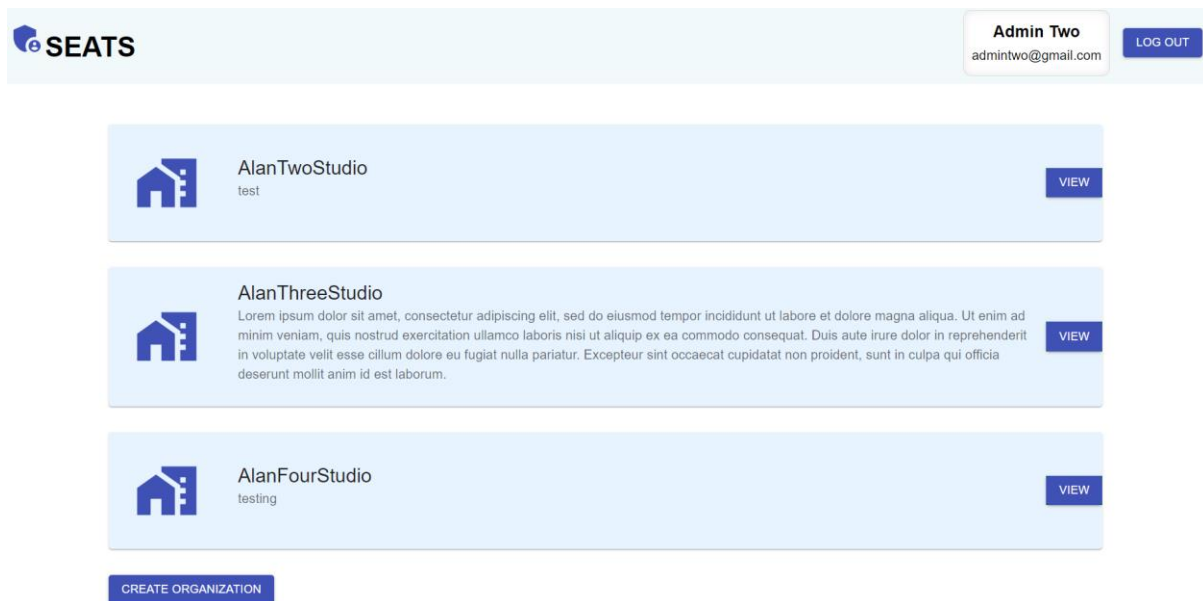 SEATS
Admin Two
admintwo@gmail.com
LOG OUT
AlanTwoStudio
test
VIEW
AlanThreeStudio
Lorem ipsum dolor sit amet, consectetur adipiscing elit, sed do eiusmod tempor incididunt ut labore et dolore magna aliqua. Ut enim ad
minim veniam, quis nostrud exercitation ullamco laboris nisi ut aliquip ex ea commodo consequat. Duis aute irure dolor in reprehenderit
in voluptate velit esse cillum dolore eu fugiat nulla pariatur. Excepteur sint occaecat cupidatat non proident, sunt in culpa qui officia
deserunt mollit anim id est laborum.
VIEW
AlanFourStudio
testing
VIEW
CREATE ORGANIZATION